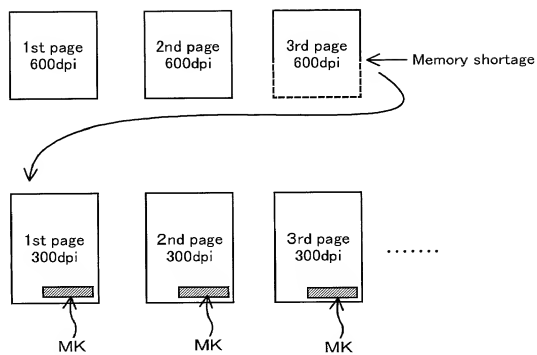 1st page
600dpi
2nd page
600dpi
3rd page
600dpi
Memory shortage
1st page
300dpi
2nd page
300dpi
3rd page
300dpi
.......
MK
MK
MK